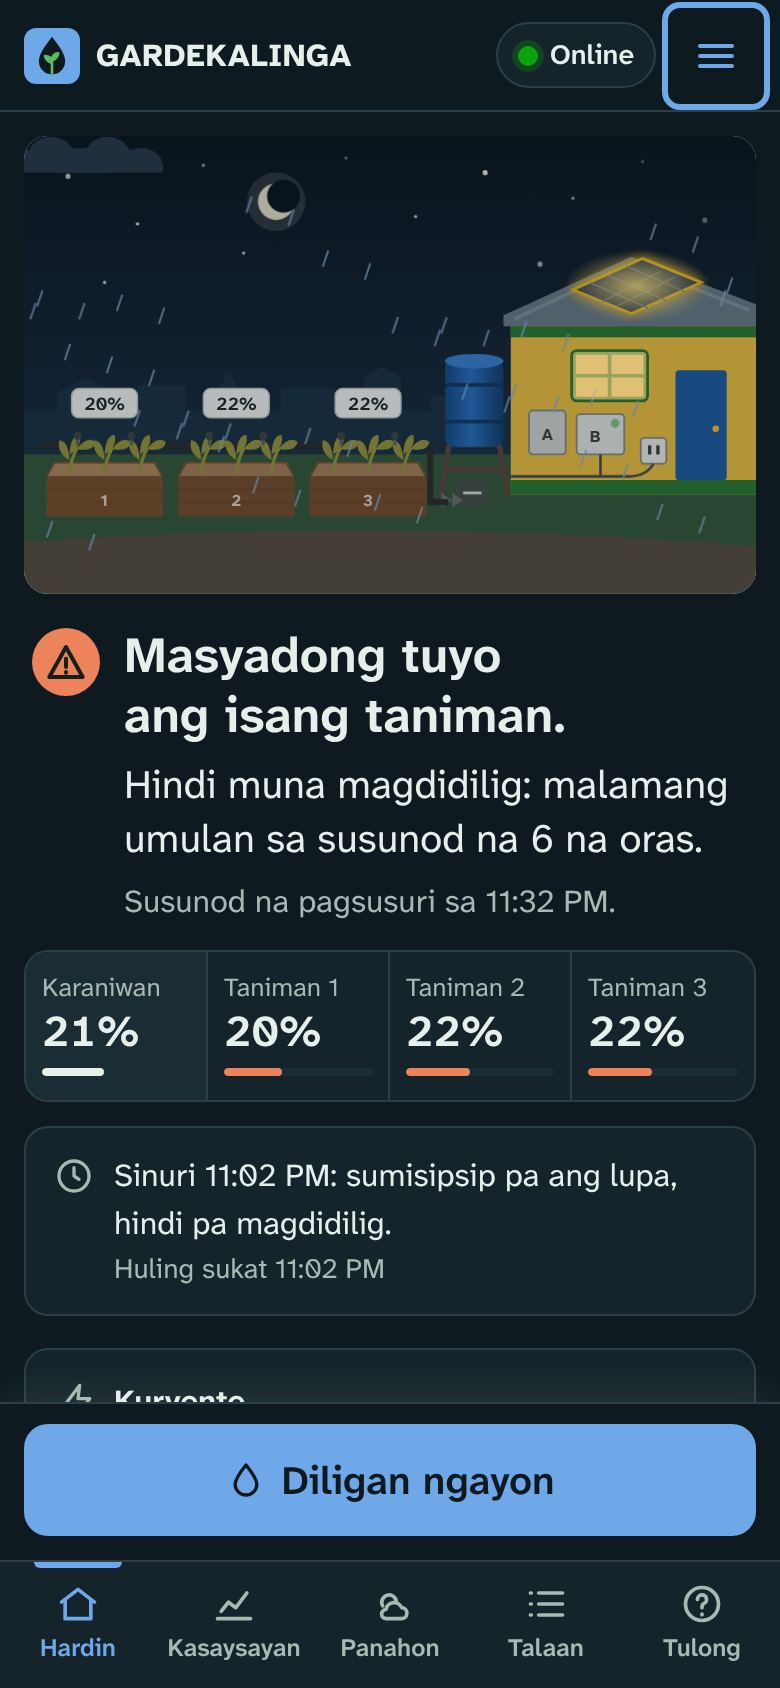 GARDEKALINGA
Online
20%
22%
22%
A
B
1
2
3
Masyadong tuyo
ang isang taniman.
Hindi muna magdidilig: malamang
umulan sa susunod na 6 na oras.
Susunod na pagsusuri sa 11:32 PM.
Karaniwan
21%
Taniman 1
20%
Taniman 2
22%
Taniman 3
22%
Sinuri 11:02 PM: sumisipsip pa ang lupa,
hindi pa magdidilig.
Huling sukat 11:02 PM
Kuryente
Diligan ngayon
Hardin
Kasaysayan
Panahon
Talaan
Tulong